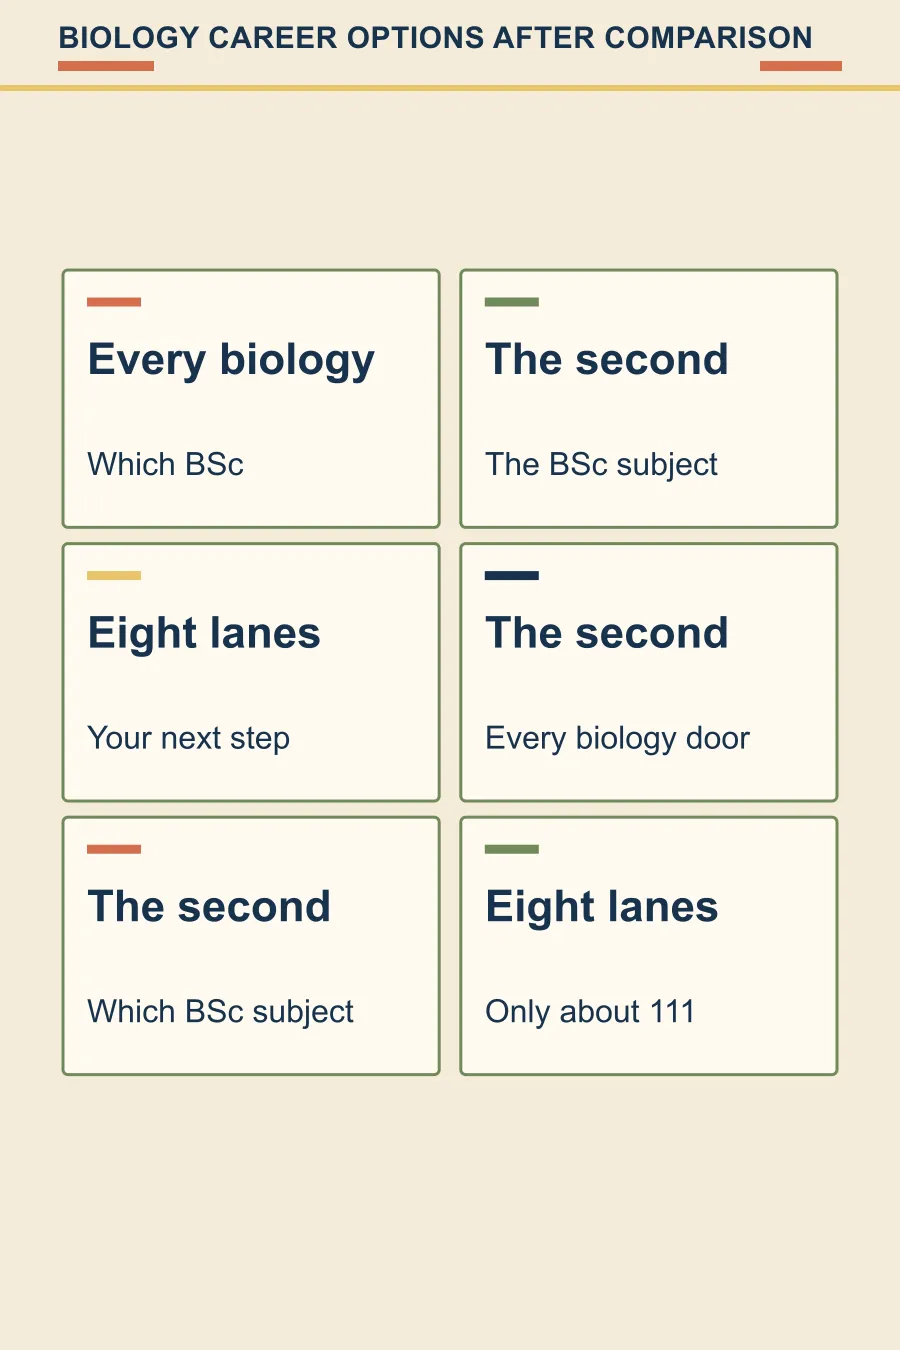 BIOLOGY CAREER OPTIONS AFTER COMPARISON
Every biology
Which BSc
The second
The BSc subject
Eight lanes
Your next step
The second
Every biology door
The second
Which BSc subject
Eight lanes
Only about 111